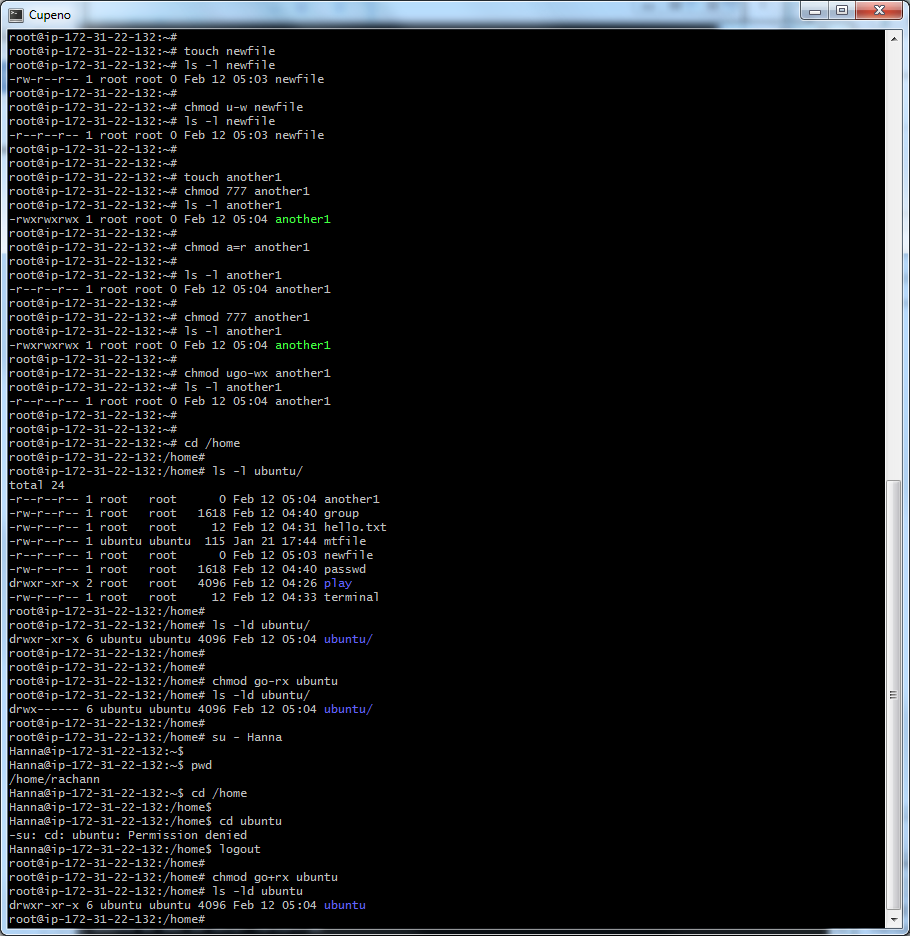 Cupeno
root@ip-172-31-22-132:~#
root@ip-172-31-22-132:~# touch newfile
root@ip-172-31-22-132:~# ls -l newfile
-rw-r--r-- 1 root root 0 Feb 12 05:03 newfile
root@ip-172-31-22-132:~#
root@ip-172-31-22-132:~# chmod u-w newfile
root@ip-172-31-22-132:~# ls -l newfile
-r--r--r-- 1 root root 0 Feb 12 05:03 newfile
root@ip-172-31-22-132:~#
root@ip-172-31-22-132:~#
root@ip-172-31-22-132:~# touch another1
root@ip-172-31-22-132:~# chmod 777 another1
root@ip-172-31-22-132:~# ls -l another1
-rwxrwxrwx 1 root root 0 Feb 12 05:04 another1
root@ip-172-31-22-132:~#
root@ip-172-31-22-132:~# chmod a=r another1
root@ip-172-31-22-132:~#
root@ip-172-31-22-132:~# ls -l another1
-r--r--r-- 1 root root 0 Feb 12 05:04 another1
root@ip-172-31-22-132:~#
root@ip-172-31-22-132:~# chmod 777 another1
root@ip-172-31-22-132:~# ls -l another1
-rwxrwxrwx 1 root root 0 Feb 12 05:04 another1
root@ip-172-31-22-132:~#
root@ip-172-31-22-132:~# chmod ugo-wx another1
root@ip-172-31-22-132:~# ls -l another1
-r--r--r-- 1 root root 0 Feb 12 05:04 another1
root@ip-172-31-22-132:~#
root@ip-172-31-22-132:~#
root@ip-172-31-22-132:~# cd /home
root@ip-172-31-22-132:/home#
root@ip-172-31-22-132:/home# ls -l ubuntu/
total 24
-r--r--r-- 1 root   root      0 Feb 12 05:04 another1
-rw-r--r-- 1 root   root   1618 Feb 12 04:40 group
-rw-r--r-- 1 root   root     12 Feb 12 04:31 hello.txt
-rw-r--r-- 1 ubuntu ubuntu  115 Jan 21 17:44 mtfile
-r--r--r-- 1 root   root      0 Feb 12 05:03 newfile
-rw-r--r-- 1 root   root   1618 Feb 12 04:40 passwd
drwxr-xr-x 2 root   root   4096 Feb 12 04:26 play
-rw-r--r-- 1 root   root     12 Feb 12 04:33 terminal
root@ip-172-31-22-132:/home#
root@ip-172-31-22-132:/home# ls -ld ubuntu/
drwxr-xr-x 6 ubuntu ubuntu 4096 Feb 12 05:04 ubuntu/
root@ip-172-31-22-132:/home#
root@ip-172-31-22-132:/home#
root@ip-172-31-22-132:/home# chmod go-rx ubuntu
root@ip-172-31-22-132:/home# ls -ld ubuntu/
drwx------ 6 ubuntu ubuntu 4096 Feb 12 05:04 ubuntu/
root@ip-172-31-22-132:/home#
root@ip-172-31-22-132:/home# su - Hanna
Hanna@ip-172-31-22-132:~$
Hanna@ip-172-31-22-132:~$ pwd
/home/rachann
Hanna@ip-172-31-22-132:~$ cd /home
Hanna@ip-172-31-22-132:/home$
Hanna@ip-172-31-22-132:/home$ cd ubuntu
-su: cd: ubuntu: Permission denied
Hanna@ip-172-31-22-132:/home$ logout
root@ip-172-31-22-132:/home#
root@ip-172-31-22-132:/home# chmod go+rx ubuntu
root@ip-172-31-22-132:/home# ls -ld ubuntu
drwxr-xr-x 6 ubuntu ubuntu 4096 Feb 12 05:04 ubuntu
root@ip-172-31-22-132:/home#